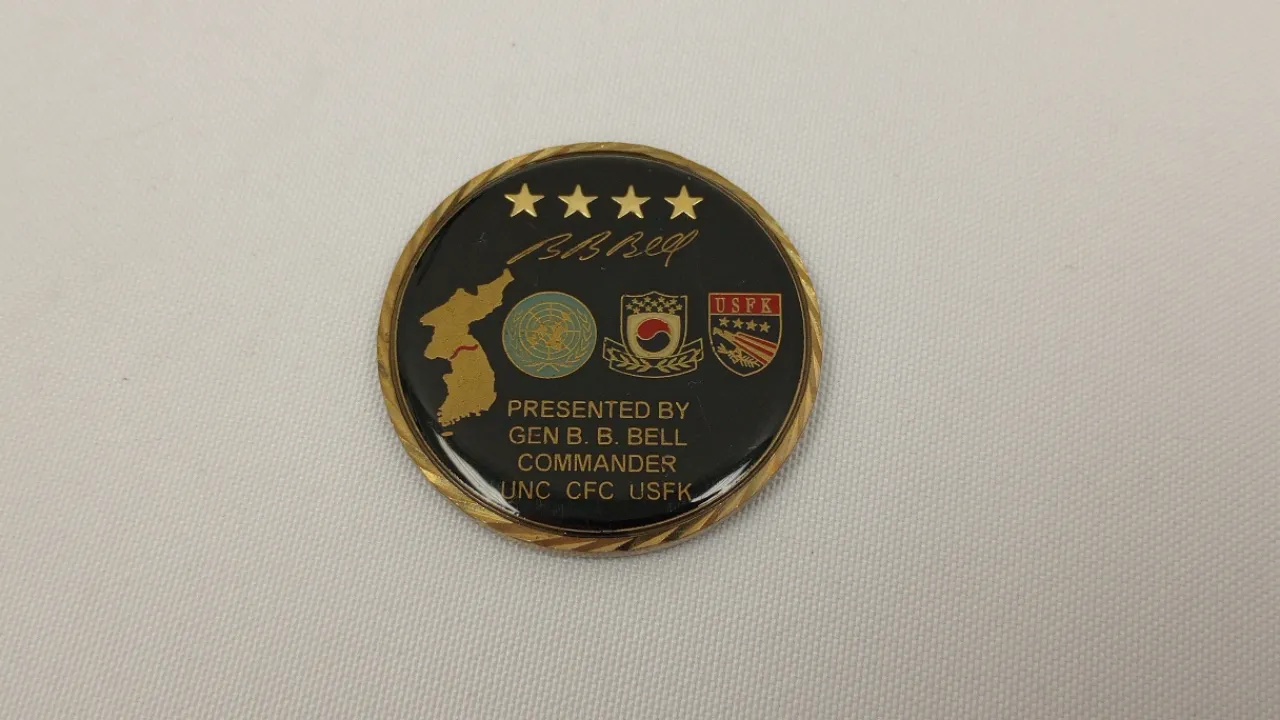 B B Bell
USFK
PRESENTED BY
GEN B. B. BELL
COMMANDER
UNC CFC USFK